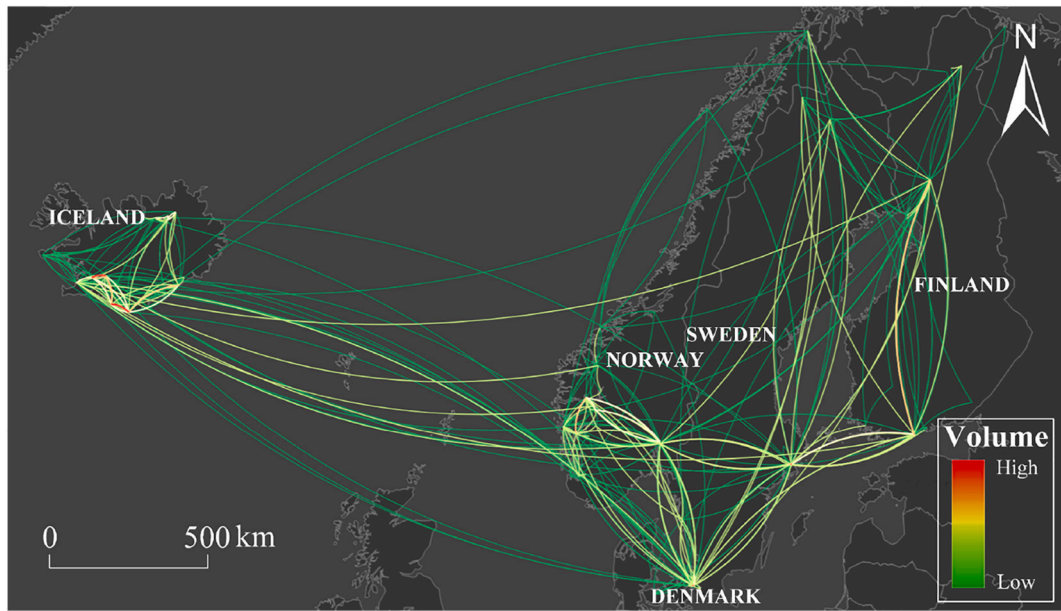 N
ICELAND
FINLAND
SWEDEN
NORWAY
Volume
High
Low
0 500 km
DENMARK